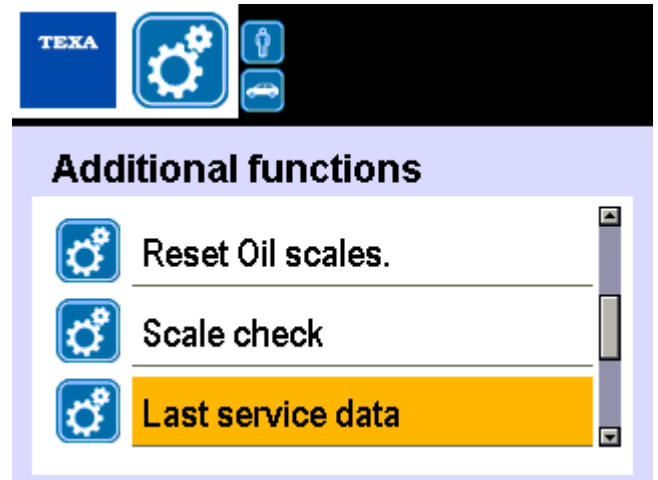 TEXA
Additional functions
Reset Oil scales.
Scale check
Last service data